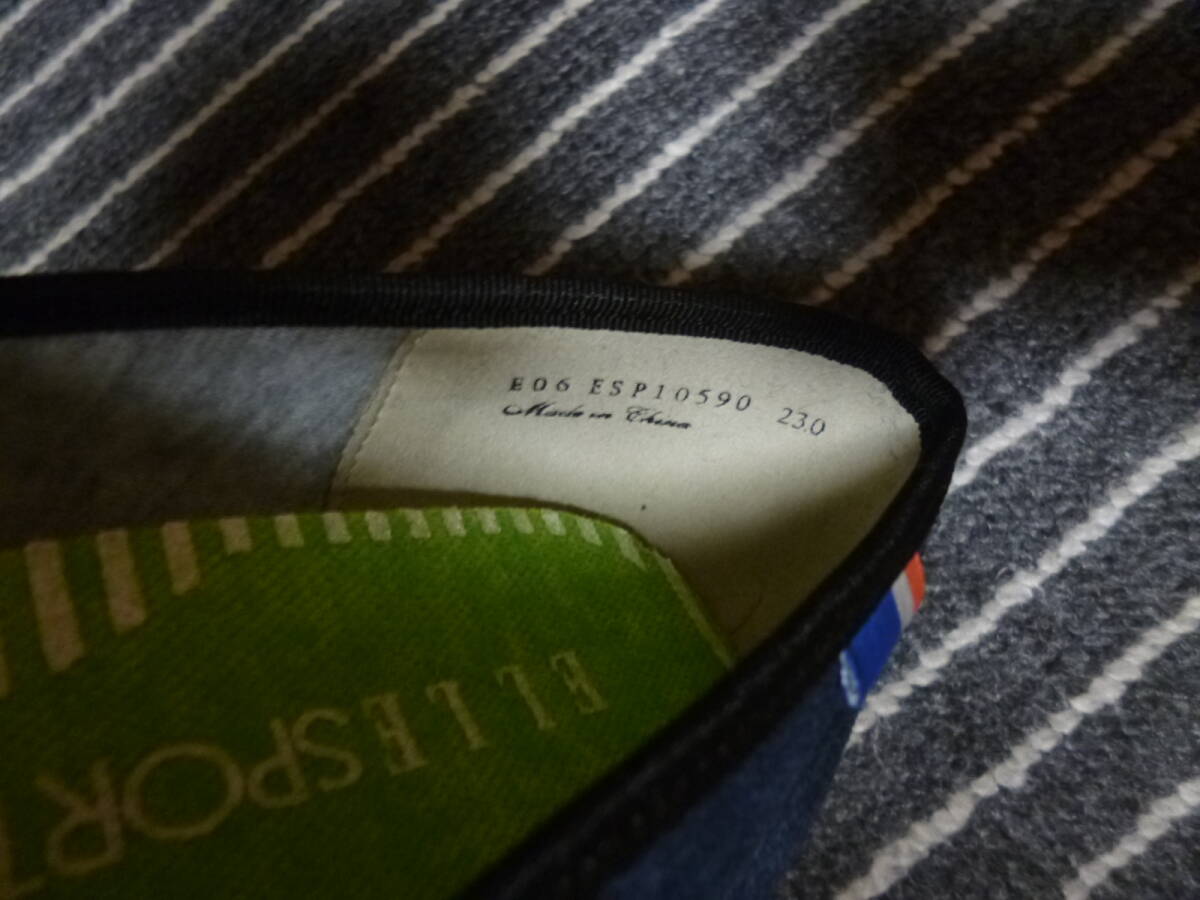 E06 ESP10590 23.0
Made in China
ELLESPORT